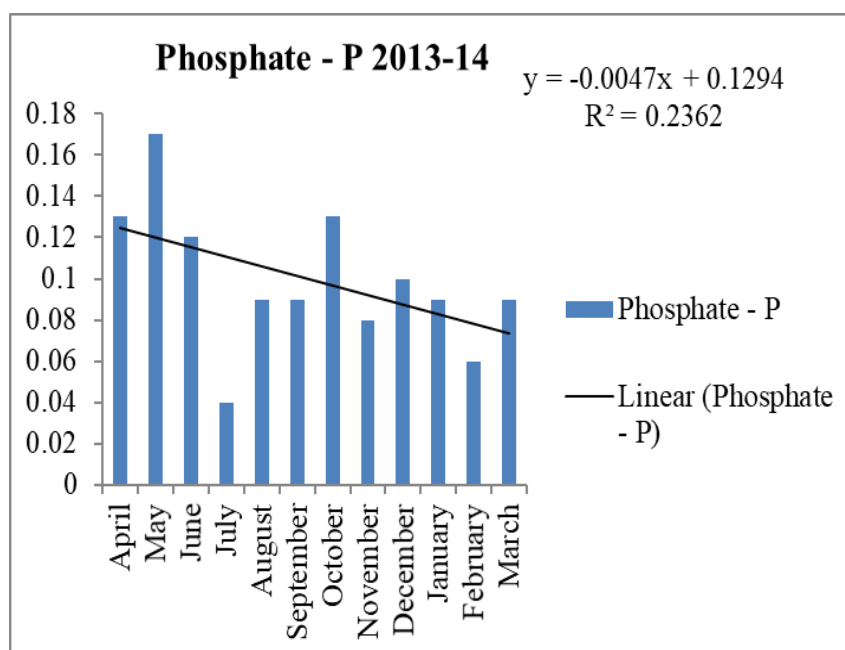 Phosphate - P 2013-14
y = -0.0047x + 0.1294
R² = 0.2362
0.18
0.16
0.14
0.12
0.1
0.08
0.06
0.04
0.02
0
April
May
June
July
August
September
October
November
December
January
February
March
Phosphate - P
Linear (Phosphate
- P)